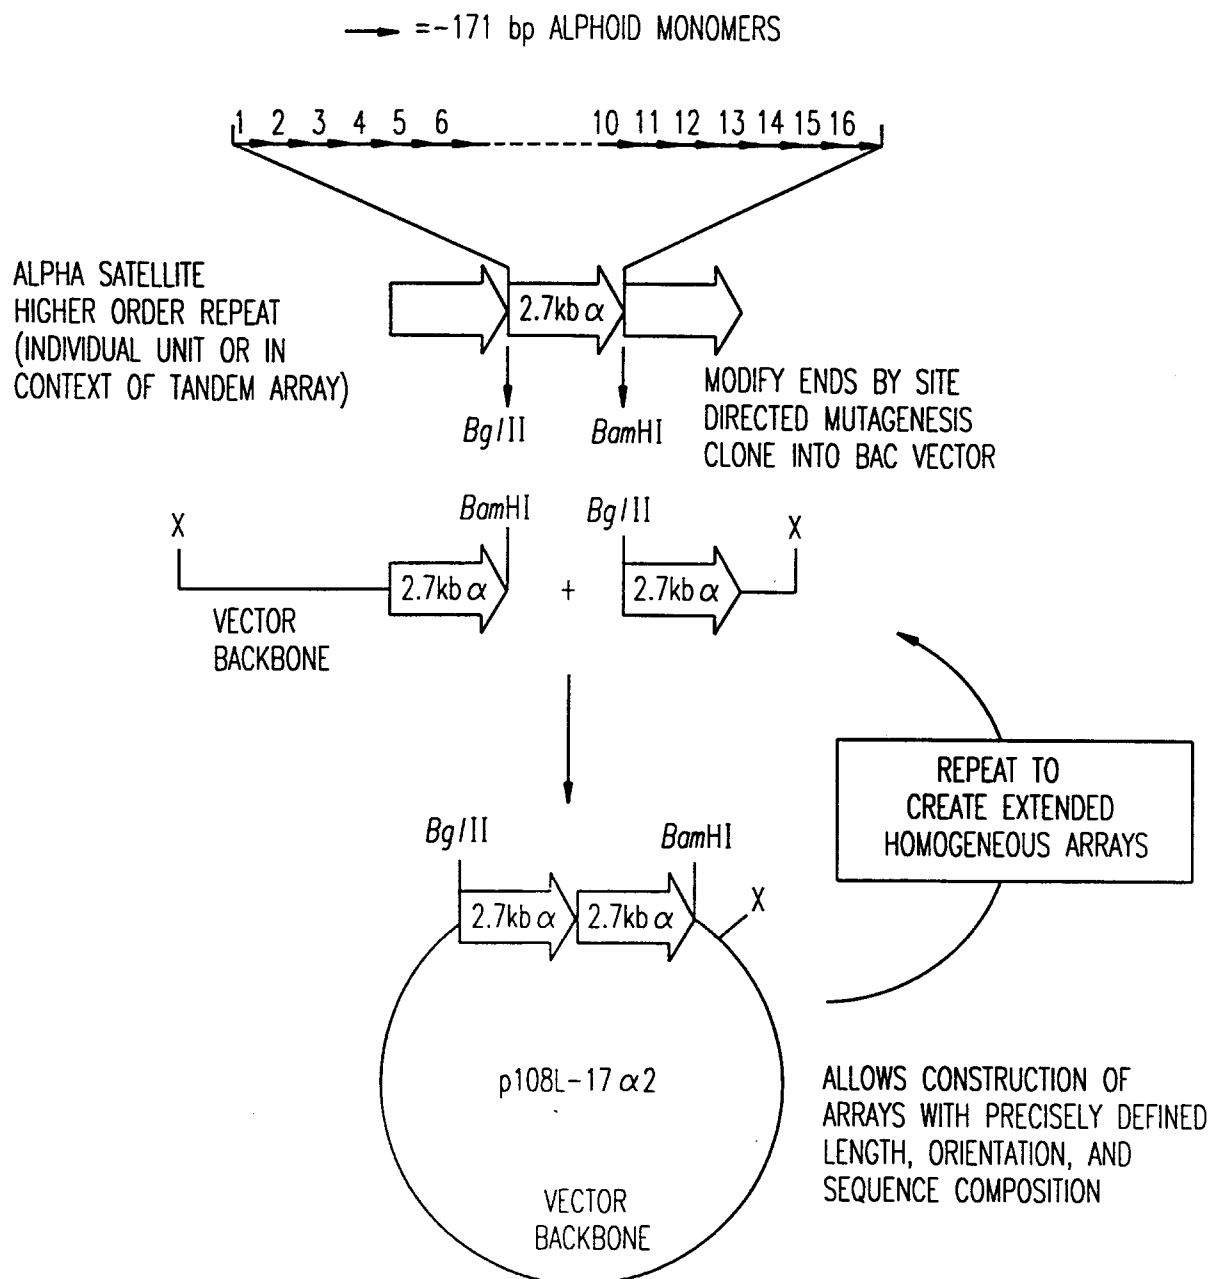 =~171 bp ALPHOID MONOMERS
1 2 3 4 5 6 10 11 12 13 14 15 16
ALPHA SATELLITE
HIGHER ORDER REPEAT
(INDIVIDUAL UNIT OR IN
CONTEXT OF TANDEM ARRAY)
2.7kb α
BglII
BamHI
MODIFY ENDS BY SITE
DIRECTED MUTAGENESIS
CLONE INTO BAC VECTOR
X
BamHI
BglII
X
2.7kb α
+
2.7kb α
VECTOR
BACKBONE
REPEAT TO
CREATE EXTENDED
HOMOGENEOUS ARRAYS
BglII
BamHI
X
2.7kb α
2.7kb α
p108L-17 α2
VECTOR
BACKBONE
ALLOWS CONSTRUCTION OF
ARRAYS WITH PRECISELY DEFINED
LENGTH, ORIENTATION, AND
SEQUENCE COMPOSITION